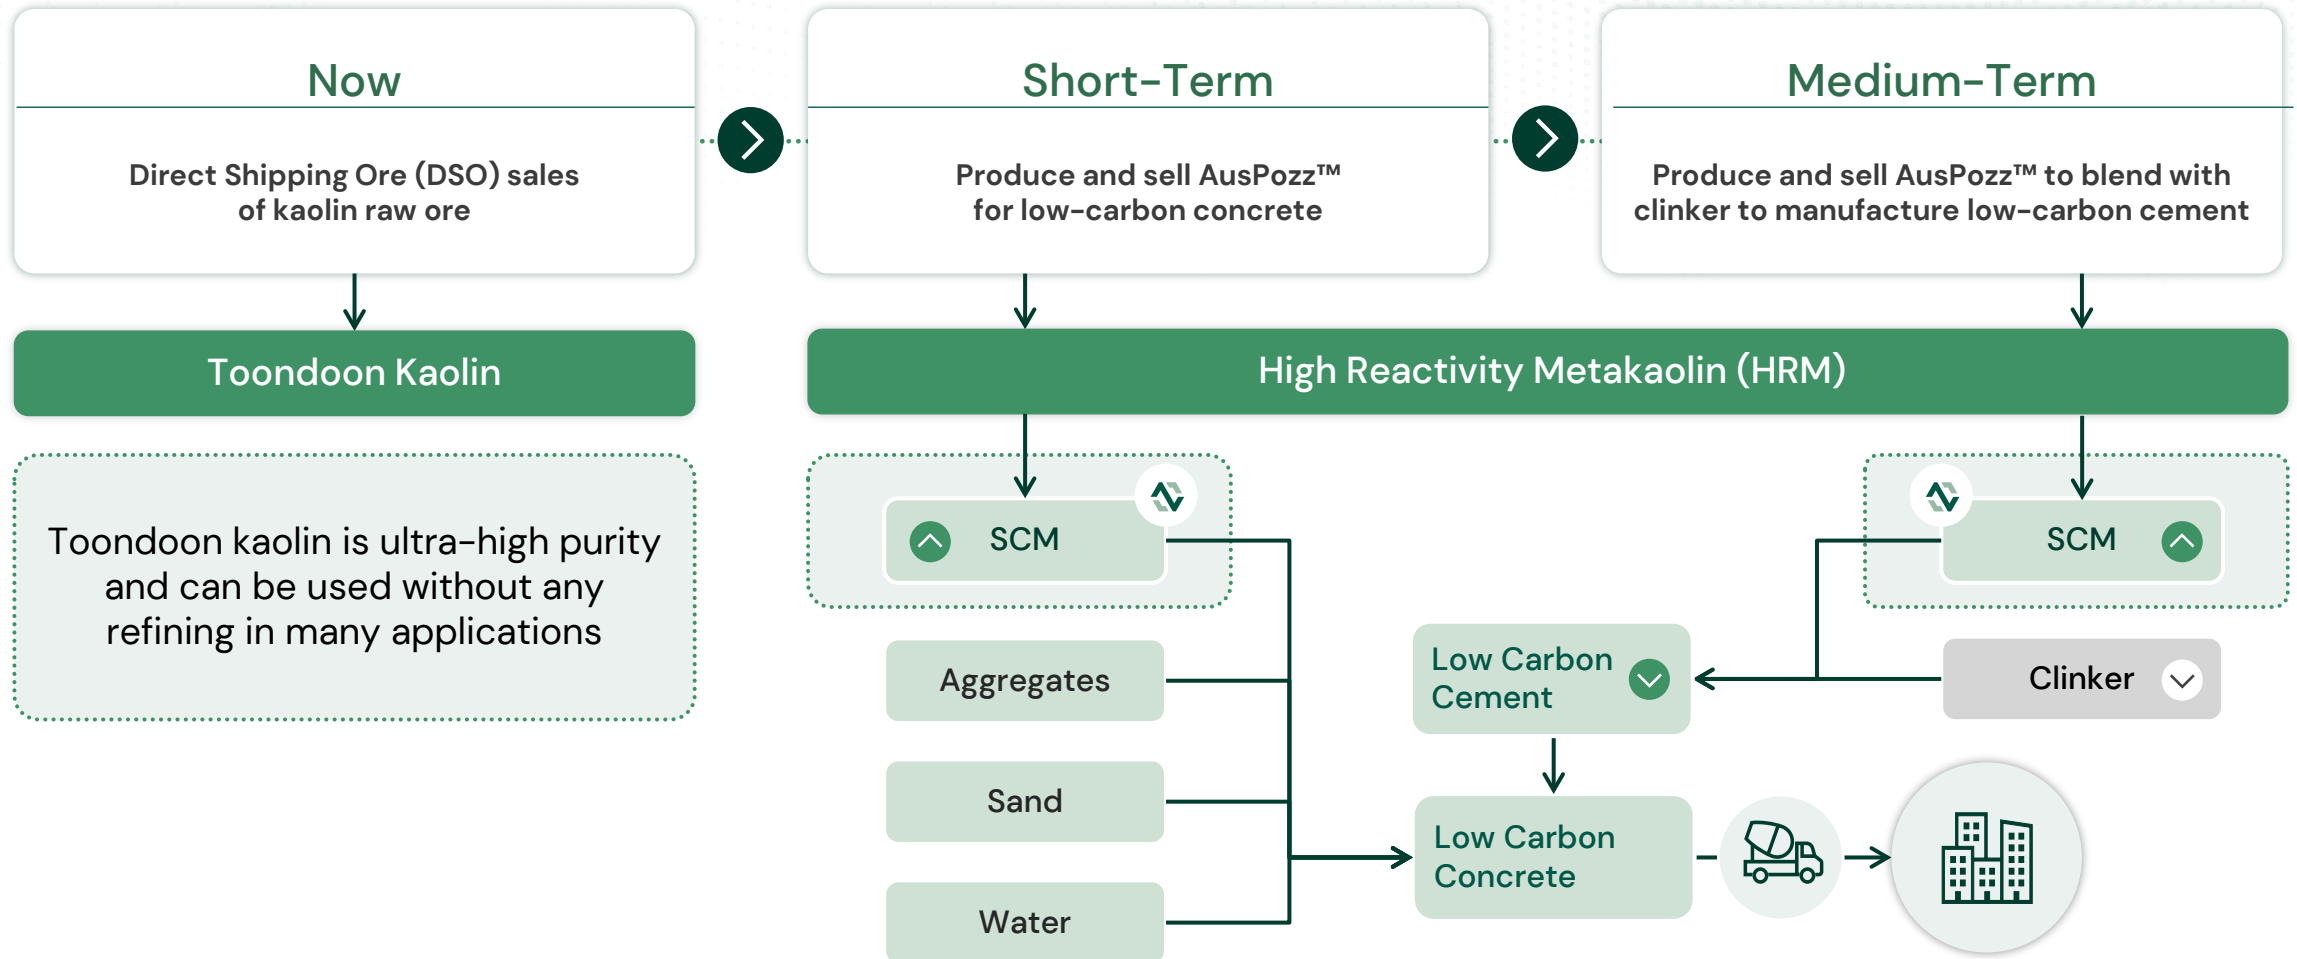 Now
Direct Shipping Ore (DSO) sales
of kaolin raw ore
Short-Term
Produce and sell AusPozz™
for low-carbon concrete
Medium-Term
Produce and sell AusPozz™ to blend with
clinker to manufacture low-carbon cement
Toondoon Kaolin
High Reactivity Metakaolin (HRM)
Toondoon kaolin is ultra-high purity
and can be used without any
refining in many applications
SCM
SCM
Aggregates
Low Carbon
Cement
Clinker
Sand
Low Carbon
Concrete
Water